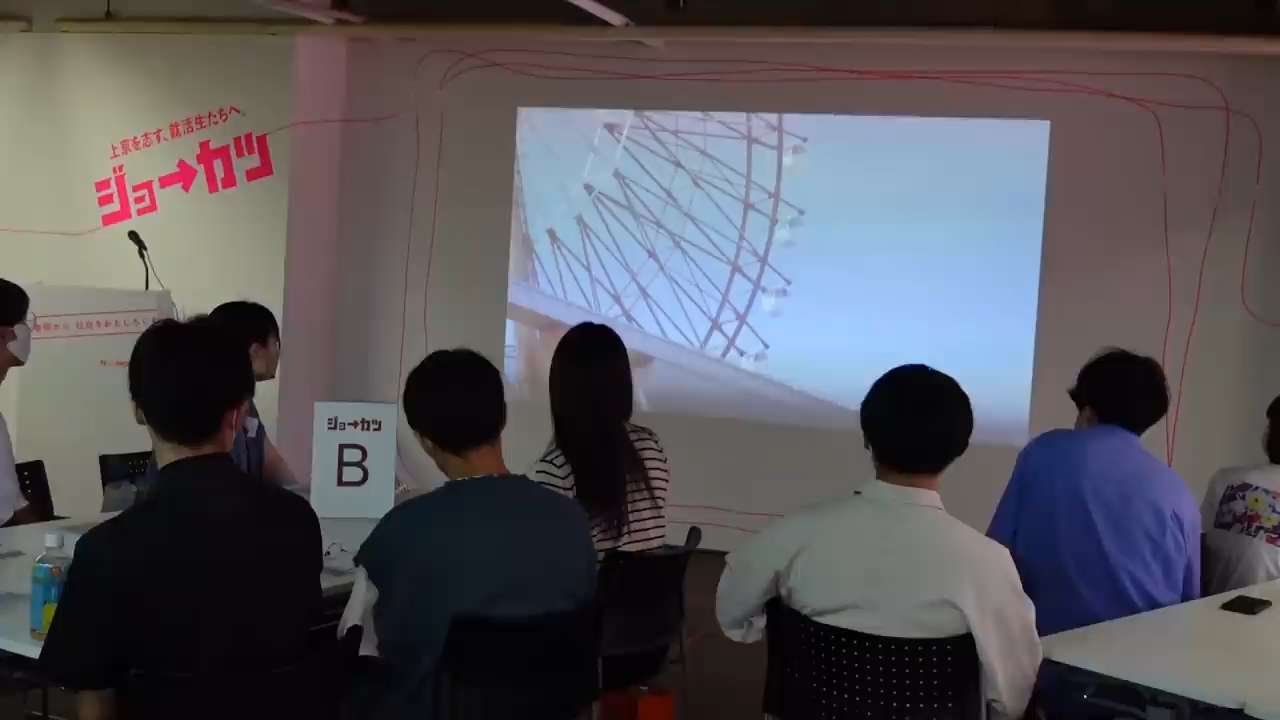 上京を志す、就活生たちへ。
ジョ→カツ
ジョ→カツ
B